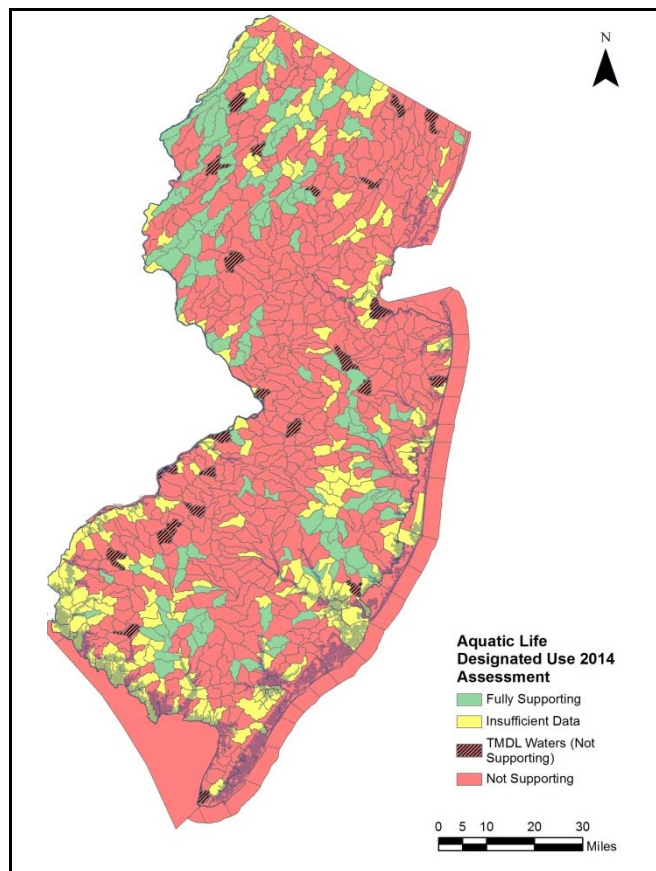 N
Aquatic Life
Designated Use 2014
Assessment
Fully Supporting
Insufficient Data
TMDL Waters (Not
Supporting)
Not Supporting
0 5 10 20 30
Miles